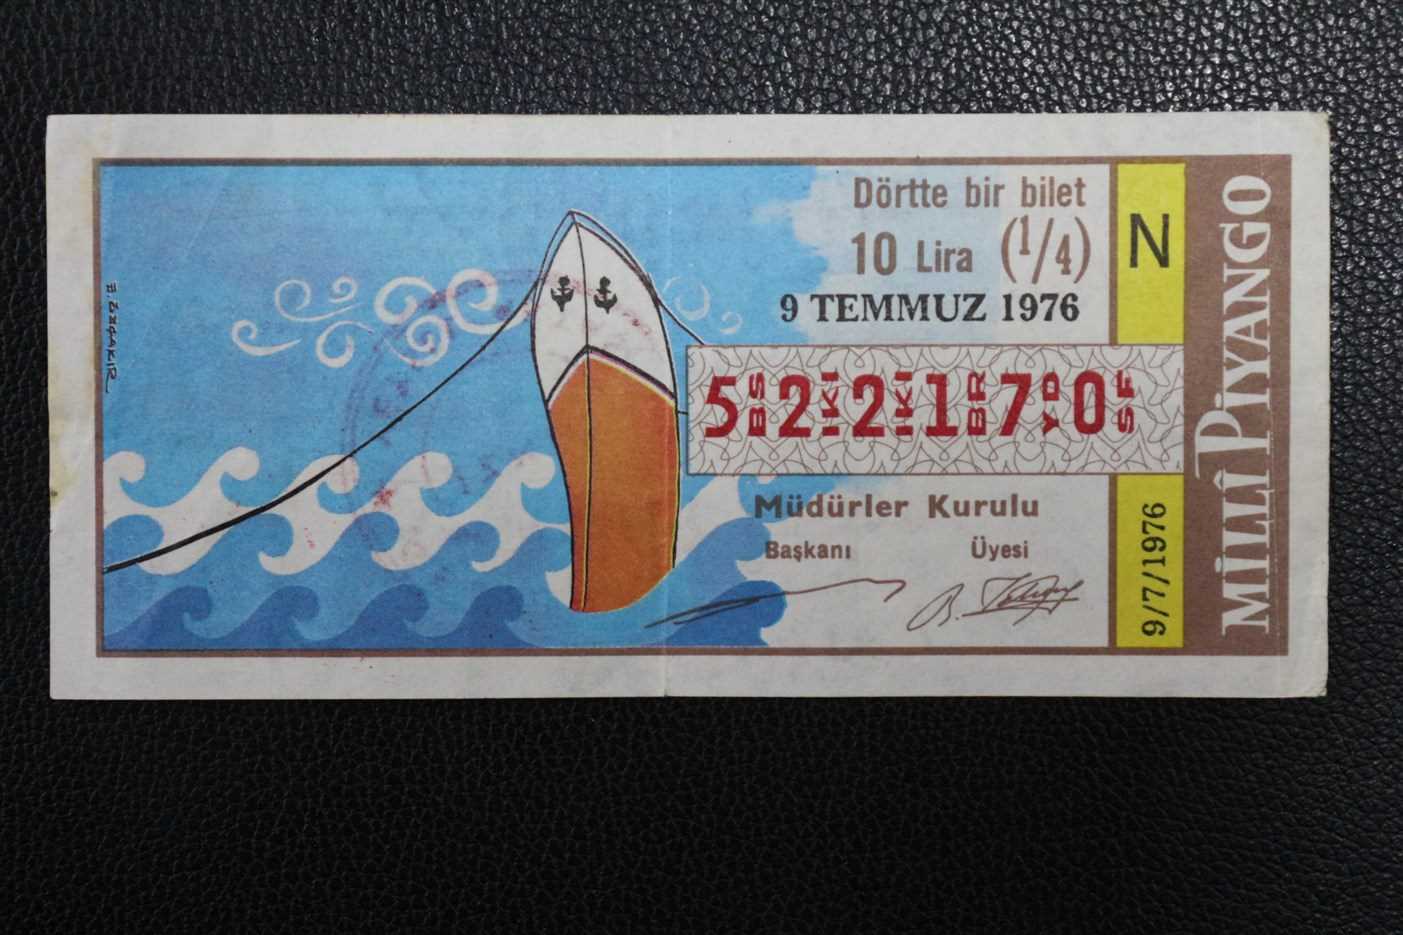 Dörtte bir bilet
10 Lira (1/4)
9 TEMMUZ 1976
5 BS 2 İKİ 2 İKİ 1 BR 7 YD 0 SF
Müdürler Kurulu
Başkanı Üyesi
N
9/7/1976
MİLLÎ PİYANGO